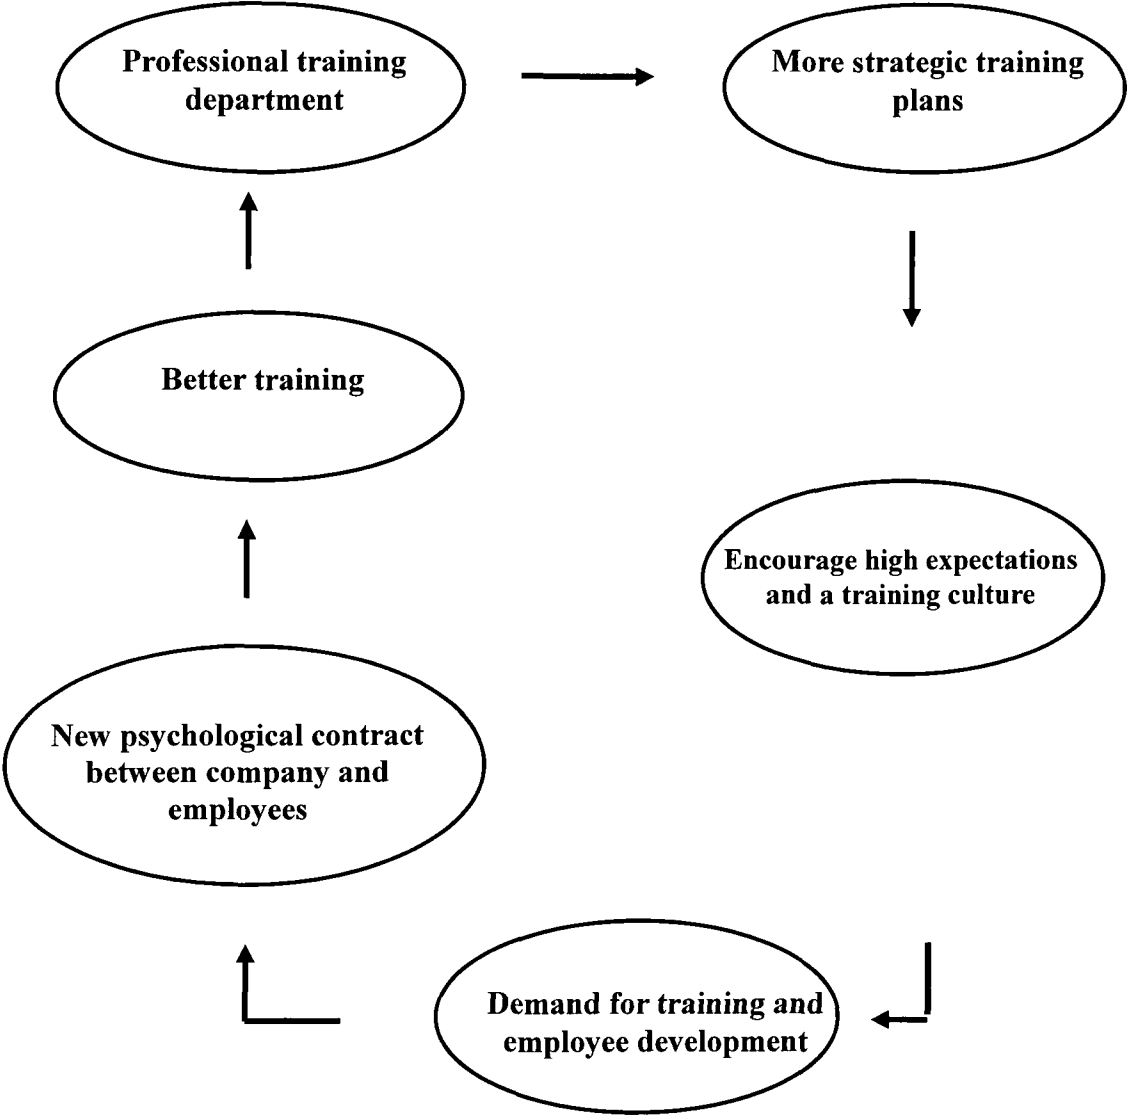 Professional training
department
More strategic training
plans
Better training
Encourage high expectations
and a training culture
New psychological contract
between company and
employees
Demand for training and
employee development